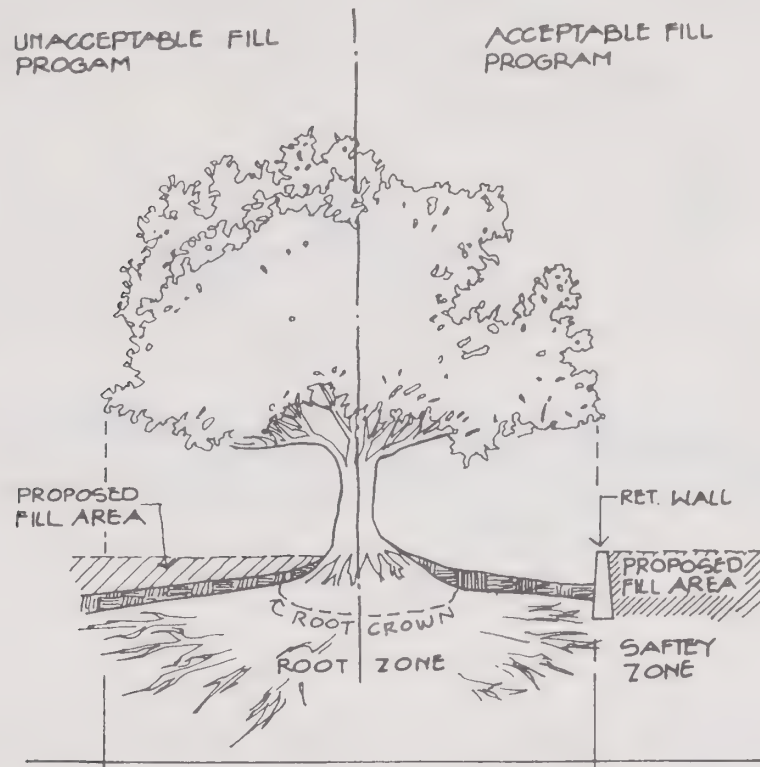 UNACCEPTABLE FILL
PROGAM
ACCEPTABLE FILL
PROGRAM
PROPOSED
FILL AREA
RET. WALL
PROPOSED
FILL AREA
ROOT CROWN
ROOT ZONE
SAFTEY
ZONE